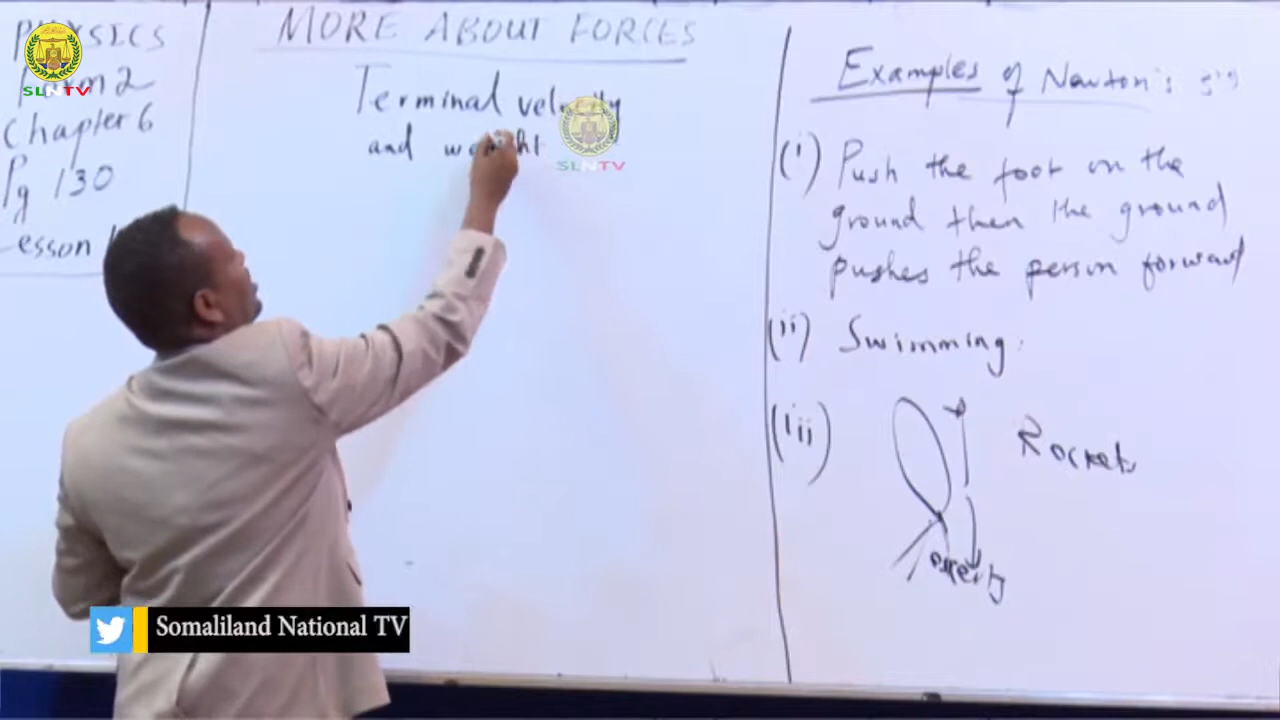 PHYSICS
Form 2
Chapter 6
Pg 130
Lesson
MORE ABOUT FORCES
Terminal velocity
and weight
Examples of Newton's 3rd
(i) Push the foot on the
ground then the ground
pushes the person forward
(ii) Swimming.
(iii) Rocket
SLNTV
SLNTV
Somaliland National TV